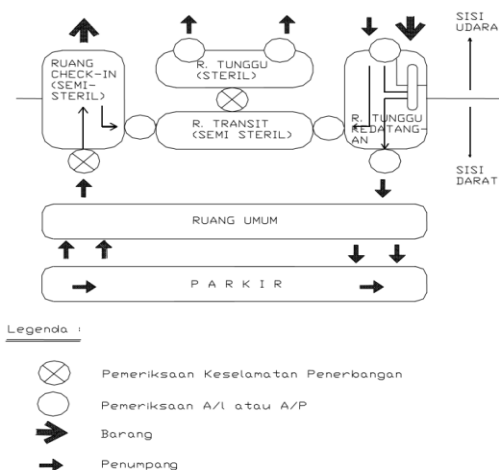 SISI
UDARA
RUANG
CHECK-IN
(SEMI-
STERIL)
R. TUNGGU
(STERIL)
R. TRANSIT
(SEMI STERIL)
R. TUNGGU
KEDATANG-
AN
SISI
DARAT
RUANG UMUM
P A R K I R
Legenda :
Pemeriksaan Keselamatan Penerbangan
Pemeriksaan A/l atau A/P
Barang
Penumpang